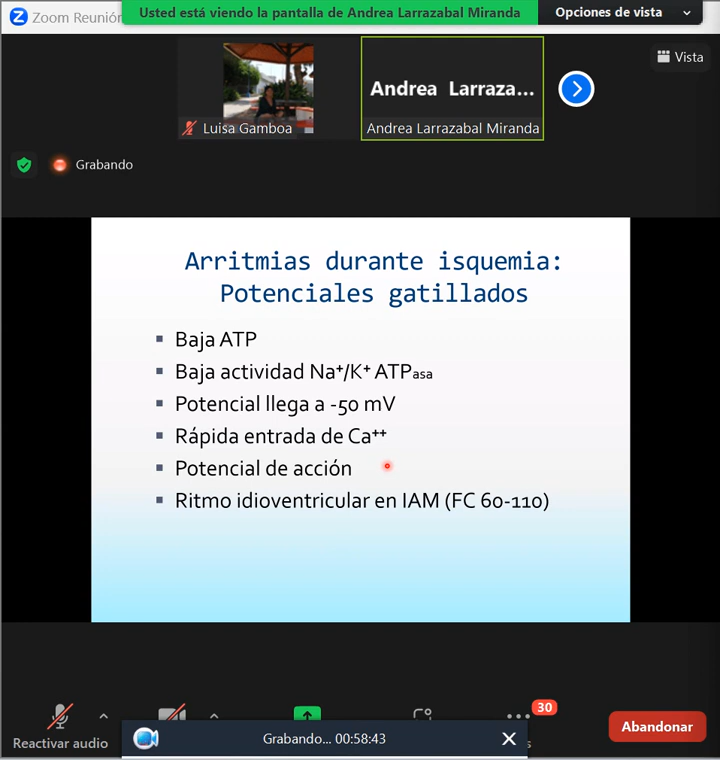 Zoom Reunión
Usted está viendo la pantalla de Andrea Larrazabal Miranda
Opciones de vista
Vista
Luisa Gamboa
Andrea Larraza...
Andrea Larrazabal Miranda
Grabando
Arritmias durante isquemia:
Potenciales gatillados
▪ Baja ATP
▪ Baja actividad Na⁺/K⁺ ATPasa
▪ Potencial llega a -50 mV
▪ Rápida entrada de Ca⁺⁺
▪ Potencial de acción
▪ Ritmo idioventricular en IAM (FC 60-110)
30
Reactivar audio
Grabando... 00:58:43
Abandonar